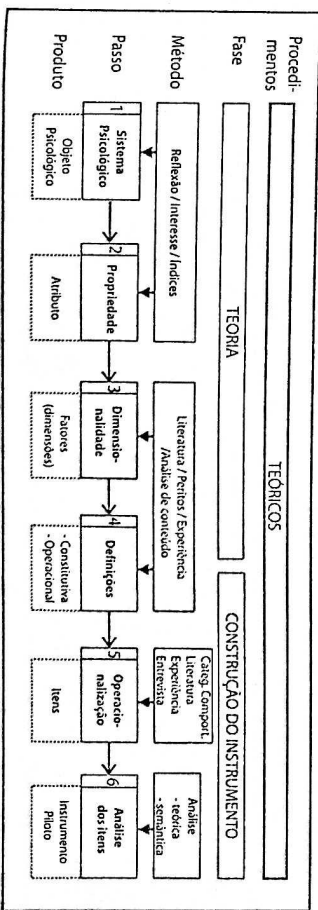 Procedi-
mentos
TEÓRICOS
Fase
TEORIA
CONSTRUÇÃO DO INSTRUMENTO
Método
Reflexão / Interesse / Índices
Literatura / Peritos / Experiência
/Análise de conteúdo
Categ. Comport.
Literatura
Experiência
Entrevista
Análise
- teórica
- semântica
Passo
1
Sistema
Psicológico
2
Propriedade
3
Dimensio-
nalidade
4
Definições
5
Operacio-
nalização
6
Análise
dos itens
Produto
Objeto
Psicológico
Atributo
Fatores
(dimensões)
- Constitutiva
- Operacional
Itens
Instrumento
Piloto